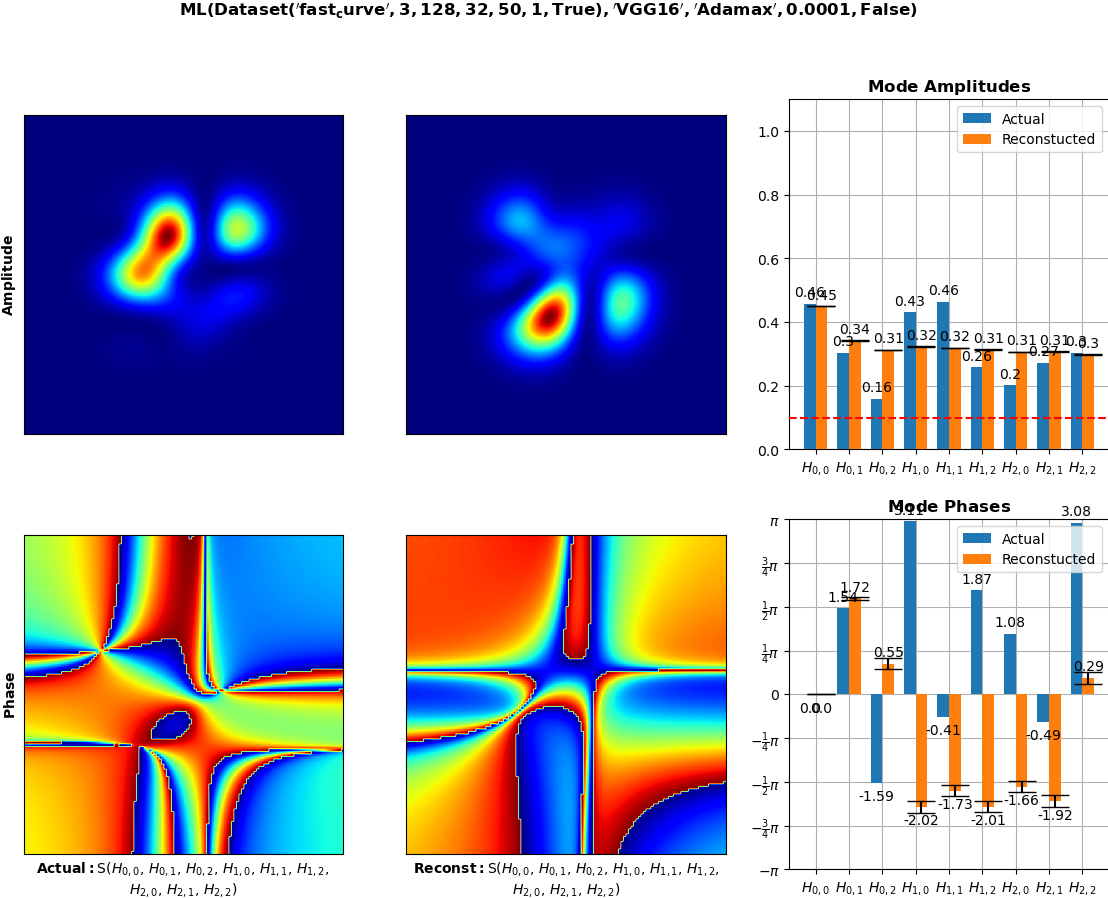 ML(Dataset('fast_curve', 3, 128, 32, 50, 1, True), 'VGG16', 'Adamax', 0.0001, False)
Amplitude
Mode Amplitudes
Actual
Reconstucted
1.0
0.8
0.6
0.4
0.2
0.0
0.46 0.3 0.16 0.43 0.46 0.26 0.2 0.27 0.3
0.45 0.34 0.31 0.32 0.32 0.31 0.31 0.31 0.3
H0,0 H0,1 H0,2 H1,0 H1,1 H1,2 H2,0 H2,1 H2,2
Phase
Actual: S(H0,0, H0,1, H0,2, H1,0, H1,1, H1,2,
H2,0, H2,1, H2,2)
Reconst: S(H0,0, H0,1, H0,2, H1,0, H1,1, H1,2,
H2,0, H2,1, H2,2)
Mode Phases
Actual
Reconstucted
π
3/4π
1/2π
1/4π
0
−1/4π
−1/2π
−3/4π
−π
0.0 1.54 -1.59 3.11 -0.41 1.87 1.08 -0.49 3.08
0.0 1.72 0.55 -2.02 -1.73 -2.01 -1.66 -1.92 0.29
H0,0 H0,1 H0,2 H1,0 H1,1 H1,2 H2,0 H2,1 H2,2